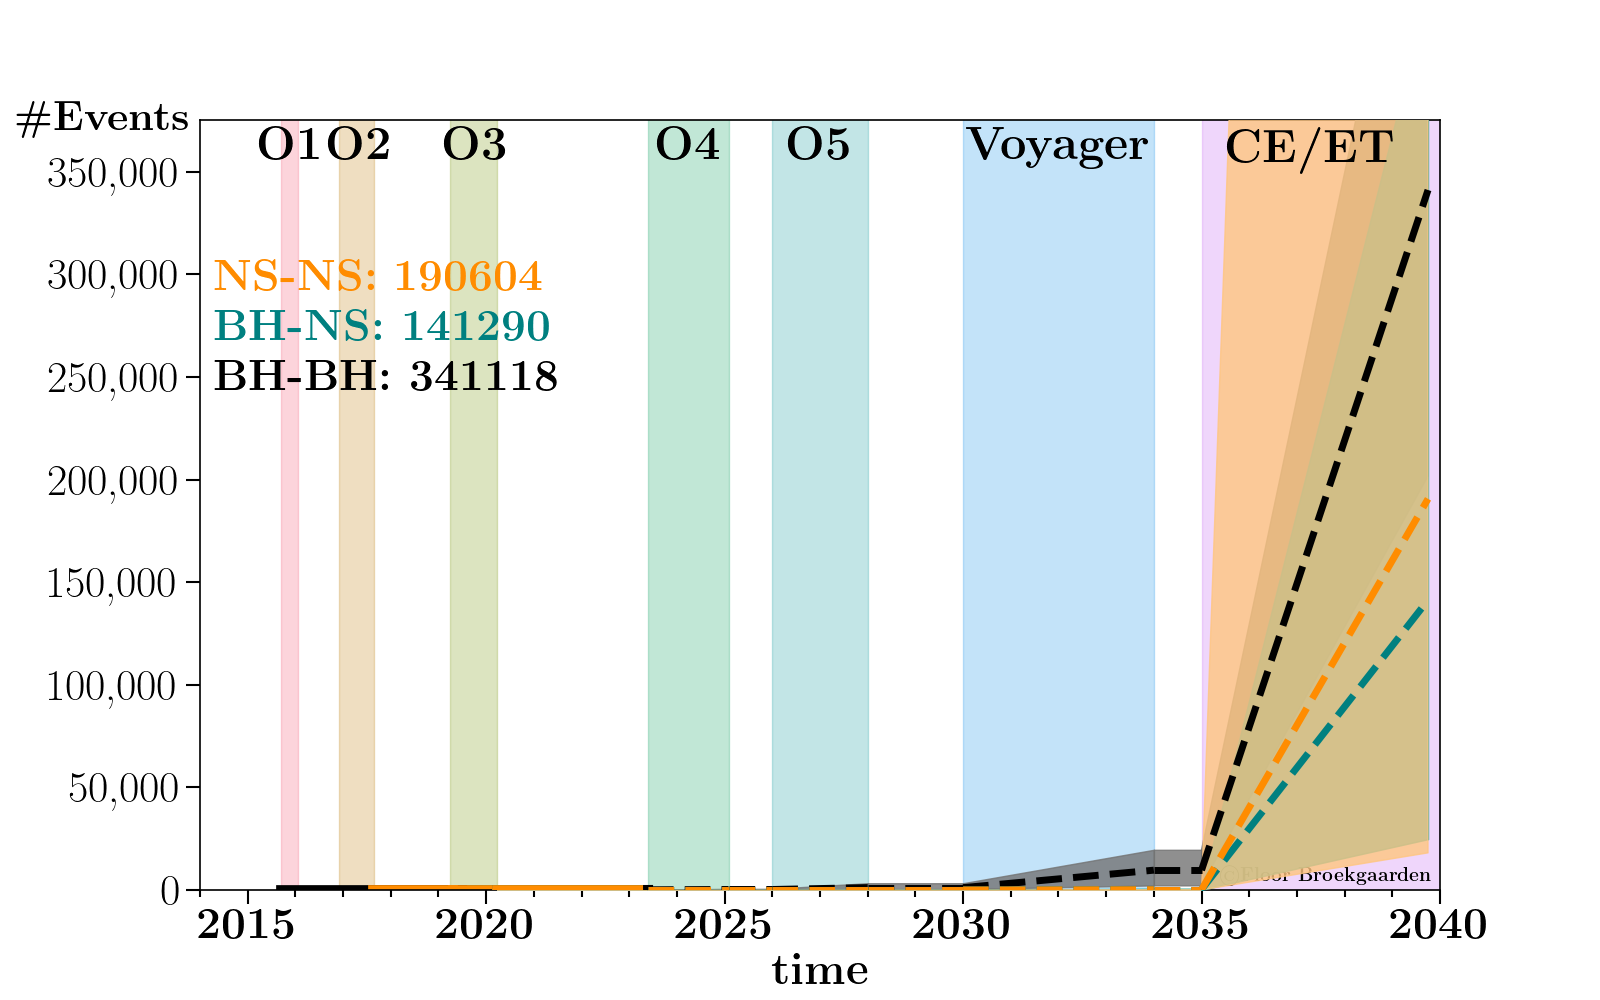 #Events
O1 O2 O3 O4 O5 Voyager CE/ET
350,000
300,000
250,000
200,000
150,000
100,000
50,000
0
NS-NS: 190604
BH-NS: 141290
BH-BH: 341118
©Floor Broekgaarden
2015 2020 2025 2030 2035 2040
time